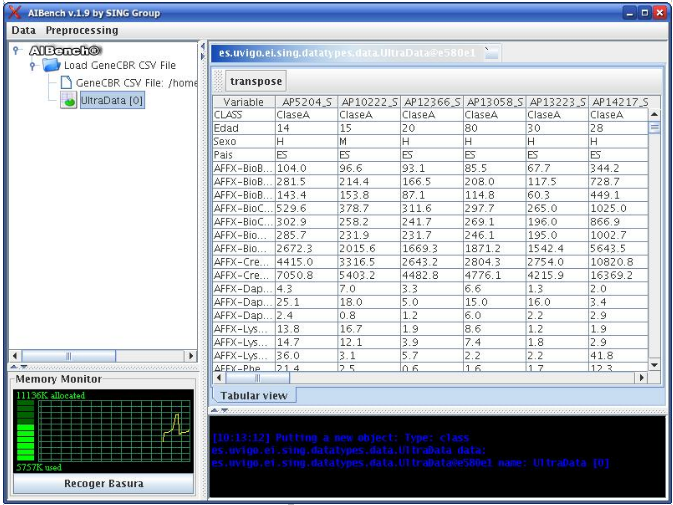 AIBench v.1.9 by SING Group
Data Preprocessing
AIBench®
Load GeneCBR CSV File
GeneCBR CSV File: /home
UltraData [0]
es.uvigo.ei.sing.datatypes.data.UltraData@e580e1
transpose
Variable AP5204_S AP10222_S AP12366_S AP13058_S AP13223_S AP14217_S
CLASS ClaseA ClaseA ClaseA ClaseA ClaseA ClaseA
Edad 14 15 20 80 30 28
Sexo H M H H H H
Pais ES ES ES ES ES ES
AFFX-BioB... 104.0 96.6 93.1 85.5 67.7 344.2
AFFX-BioB... 281.5 214.4 166.5 208.0 117.5 728.7
AFFX-BioB... 143.4 153.8 87.1 114.8 60.3 449.1
AFFX-BioC... 529.6 378.7 311.6 297.7 265.0 1025.0
AFFX-BioC... 302.9 258.2 241.7 269.1 196.0 866.9
AFFX-Bio... 285.7 231.9 231.7 246.1 195.0 1002.7
AFFX-Bio... 2672.3 2015.6 1669.3 1871.2 1542.4 5643.5
AFFX-Cre... 4415.0 3316.5 2643.2 2804.3 2754.0 10820.8
AFFX-Cre... 7050.8 5403.2 4482.8 4776.1 4215.9 16369.2
AFFX-Dap... 4.3 7.0 3.3 6.6 1.3 2.0
AFFX-Dap... 25.1 18.0 5.0 15.0 16.0 3.4
AFFX-Dap... 2.4 0.8 1.2 6.0 2.2 2.9
AFFX-Lys... 13.8 16.7 1.9 8.6 1.2 1.9
AFFX-Lys... 14.7 12.1 3.9 7.4 1.8 2.9
AFFX-Lys... 36.0 3.1 5.7 2.2 2.2 41.8
AFFX-Phe... 21.4 2.5 0.6 1.6 1.7 12.3
Tabular view
Memory Monitor
11136K allocated
5757K used
Recoger Basura
[10:13:12] Putting a new object: Type: class
es.uvigo.ei.sing.datatypes.data.UltraData data:
es.uvigo.ei.sing.datatypes.data.UltraData@e580e1 name: UltraData [0]